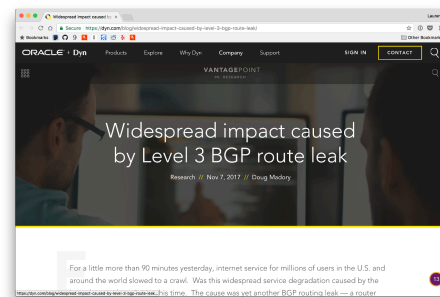 Widespread impact caused by
Lauren
Secure https://dyn.com/blog/widespread-impact-caused-by-level-3-bgp-route-leak/
Bookmarks
Other Bookmarks
ORACLE + Dyn Products Explore Why Dyn Company Support SIGN IN CONTACT
VANTAGEPOINT
Widespread impact caused
by Level 3 BGP route leak
Research // Nov 7, 2017 // Doug Madory
For a little more than 90 minutes yesterday, internet service for millions of users in the U.S. and
around the world slowed to a crawl. Was this widespread service degradation caused by the
his time. The cause was yet another BGP routing leak — a router
https://dyn.com/blog/widespread-impact-caused-by-level-3-bgp-route-leak...
13